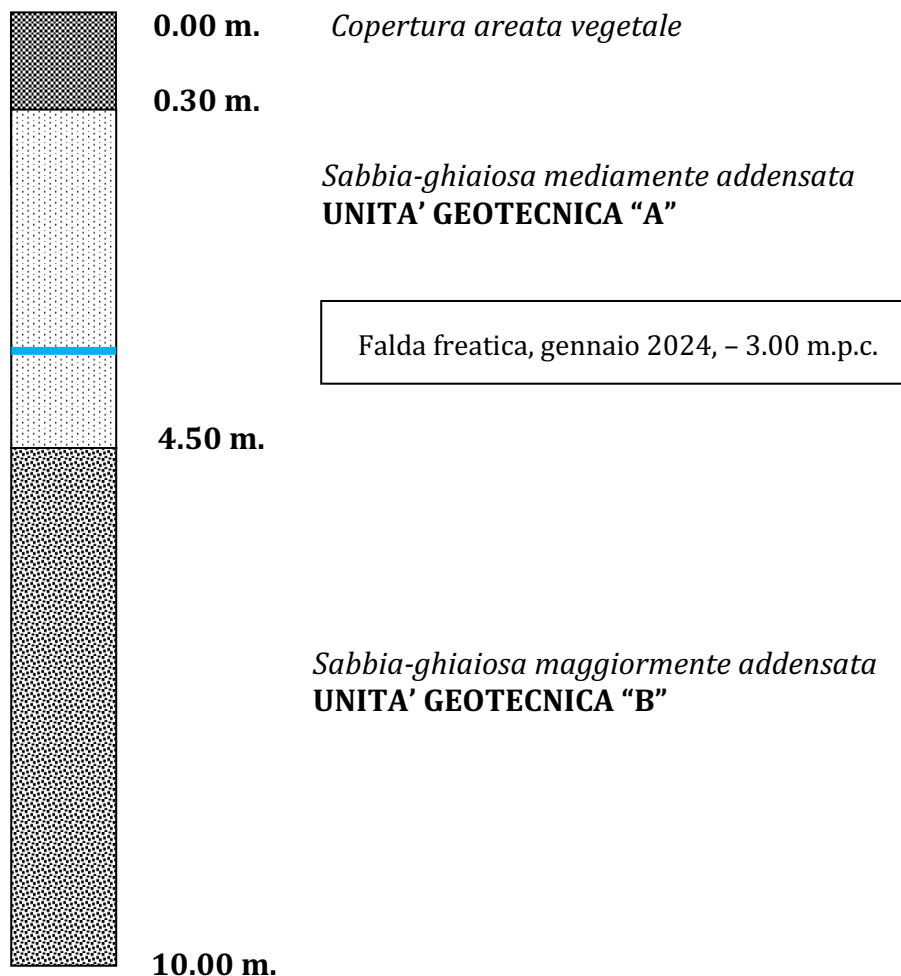 0.00 m. Copertura areata vegetale
0.30 m.
Sabbia-ghiaiosa mediamente addensata
UNITA’ GEOTECNICA “A”
Falda freatica, gennaio 2024, – 3.00 m.p.c.
4.50 m.
Sabbia-ghiaiosa maggiormente addensata
UNITA’ GEOTECNICA “B”
10.00 m.